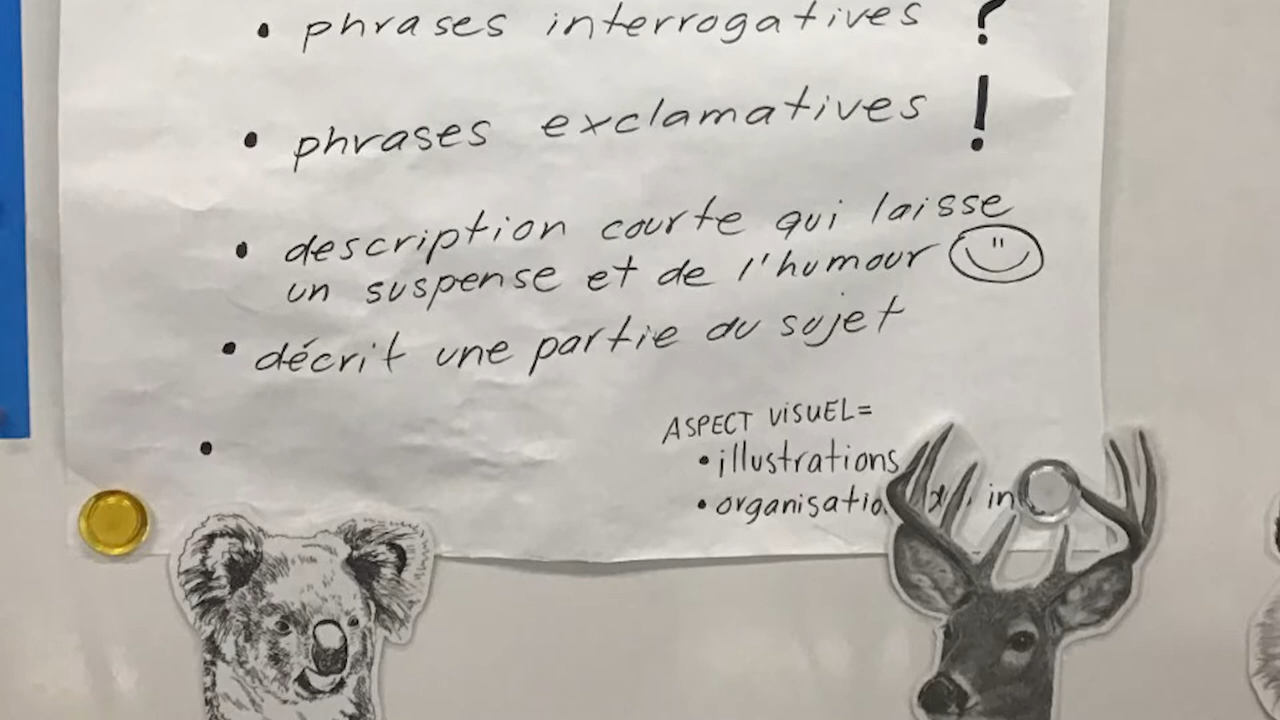 • phrases interrogatives ?
• phrases exclamatives !
• description courte qui laisse
un suspense et de l'humour
• décrit une partie du sujet
•
ASPECT VISUEL=
• illustrations
• organisatio